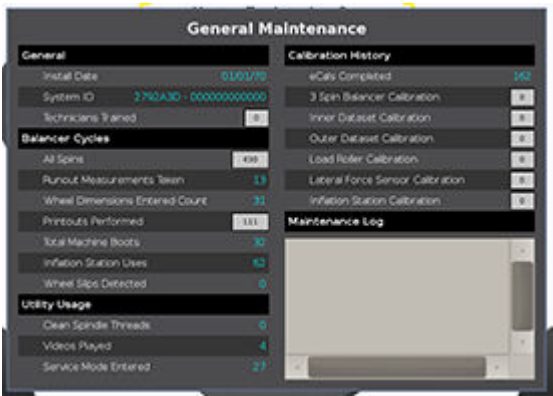 General Maintenance
General
Install Date 01/01/70
System ID 2792A3D - 000000000000
Technicians Trained 0
Balancer Cycles
All Spins 430
Runout Measurements Taken 13
Wheel Dimensions Entered Count 31
Printouts Performed 111
Total Machine Boots 30
Inflation Station Uses 62
Wheel Slips Detected 0
Utility Usage
Clean Spindle Threads 0
Videos Played 4
Service Mode Entered 27
Calibration History
eCals Completed 162
3 Spin Balancer Calibration 0
Inner Dataset Calibration 0
Outer Dataset Calibration 0
Load Roller Calibration 0
Lateral Force Sensor Calibration 0
Inflation Station Calibration 0
Maintenance Log